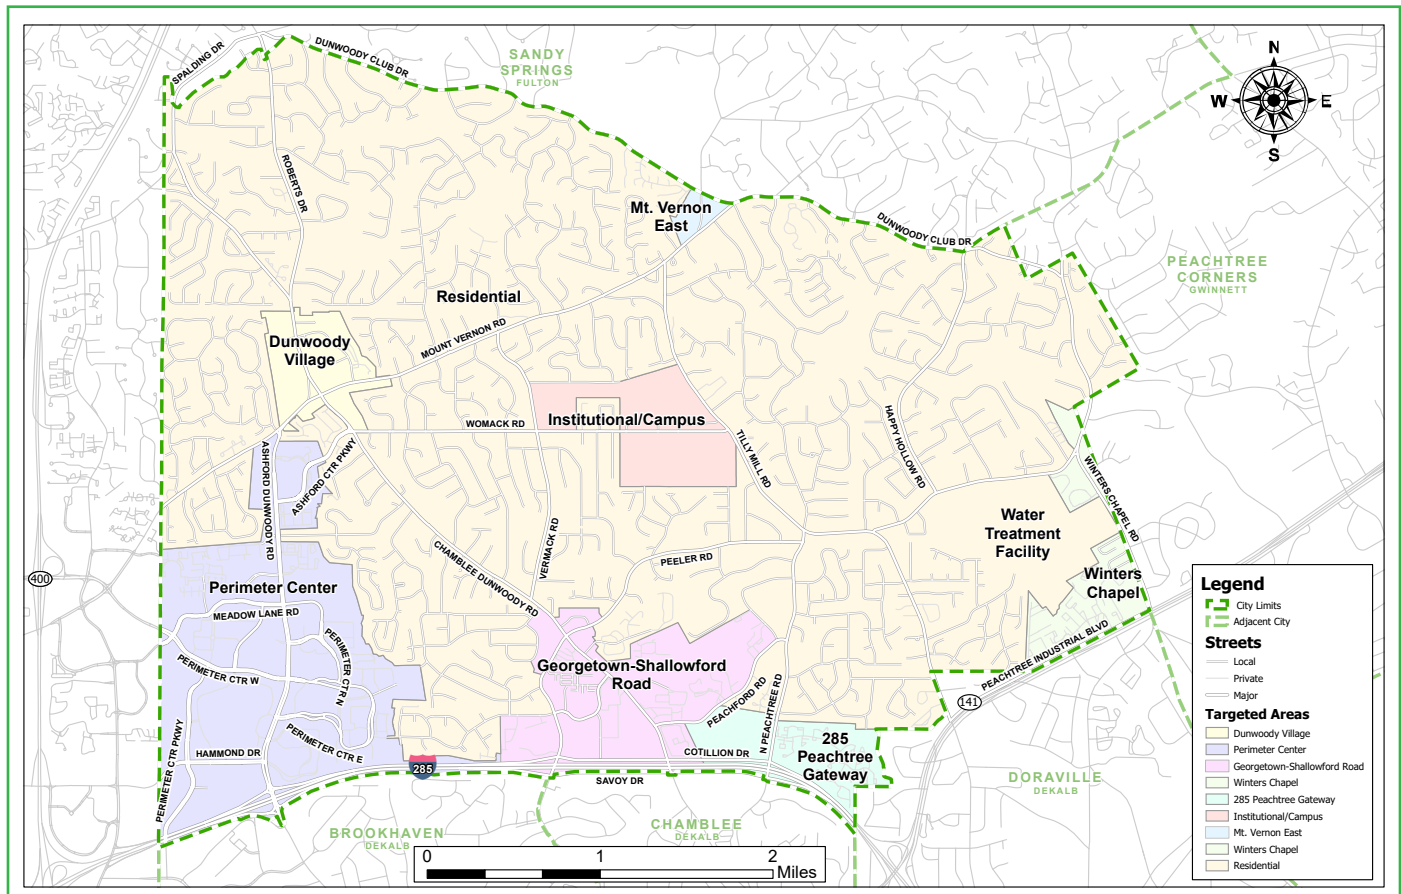 SPALDING DR
DUNWOODY CLUB DR
SANDY
SPRINGS
FULTON
N
W
E
S
ROBERTS DR
Mt. Vernon
East
DUNWOODY CLUB DR
PEACHTREE
CORNERS
GWINNETT
Residential
Dunwoody
Village
MOUNT VERNON RD
Institutional/Campus
WOMACK RD
TILLY MILL RD
HAPPY HOLLOW RD
ASHFORD DUNWOODY RD
ASHFORD CTR PKWY
WINTERS CHAPEL RD
Water
Treatment
Facility
VERMACK RD
CHAMBLEE DUNWOODY RD
PEELER RD
400
Perimeter Center
Winters
Chapel
MEADOW LANE RD
PERIMETER CTR N
PERIMETER CTR W
PEACHTREE INDUSTRIAL BLVD
Georgetown-Shallowford
Road
141
PEACHFORD RD
N PEACHTREE RD
PERIMETER CTR PKWY
PERIMETER CTR E
HAMMOND DR
COTILLION DR
285
Peachtree
Gateway
285
SAVOY DR
DORAVILLE
DEKALB
BROOKHAVEN
DEKALB
CHAMBLEE
DEKALB
0 1 2
Miles
Legend
City Limits
Adjacent City
Streets
Local
Private
Major
Targeted Areas
Dunwoody Village
Perimeter Center
Georgetown-Shallowford Road
Winters Chapel
285 Peachtree Gateway
Institutional/Campus
Mt. Vernon East
Winters Chapel
Residential